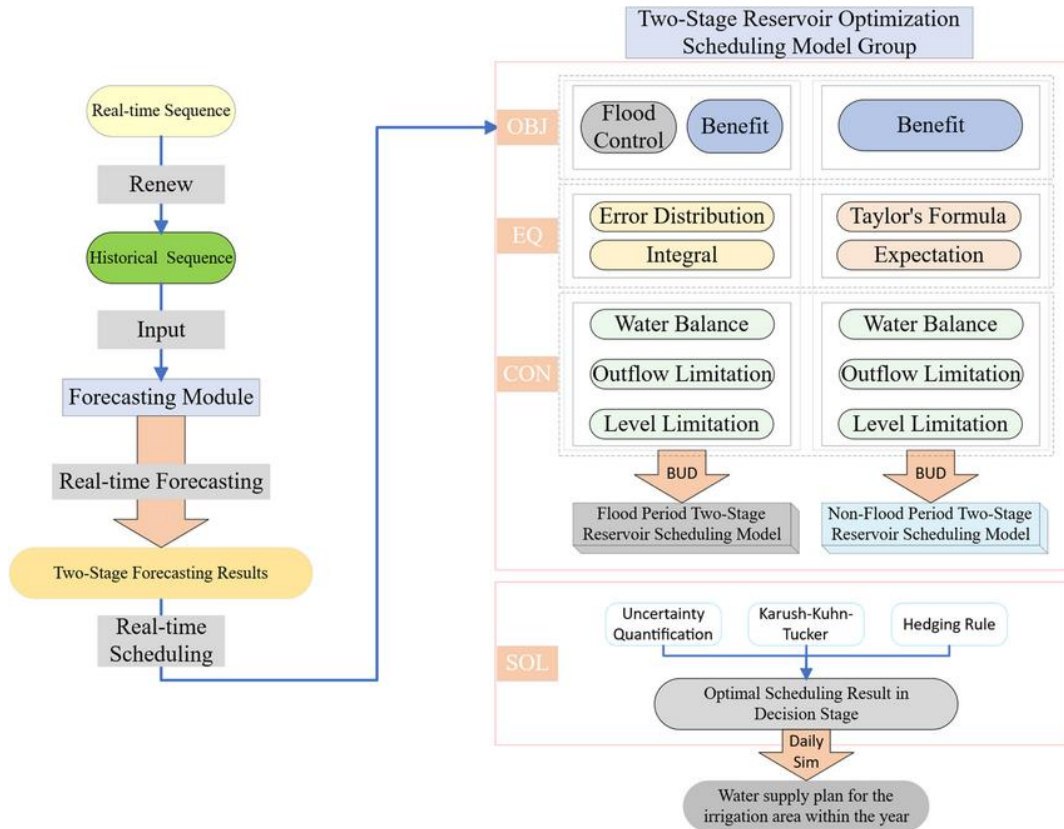 Two-Stage Reservoir Optimization
Scheduling Model Group
Real-time Sequence
Renew
Historical Sequence
Input
Forecasting Module
Real-time Forecasting
Two-Stage Forecasting Results
Real-time
Scheduling
OBJ
Flood
Control
Benefit
Benefit
EQ
Error Distribution
Integral
Taylor's Formula
Expectation
CON
Water Balance
Outflow Limitation
Level Limitation
Water Balance
Outflow Limitation
Level Limitation
BUD
BUD
Flood Period Two-Stage
Reservoir Scheduling Model
Non-Flood Period Two-Stage
Reservoir Scheduling Model
SOL
Uncertainty
Quantification
Karush-Kuhn-
Tucker
Hedging Rule
Optimal Scheduling Result in
Decision Stage
Daily
Sim
Water supply plan for the
irrigation area within the year